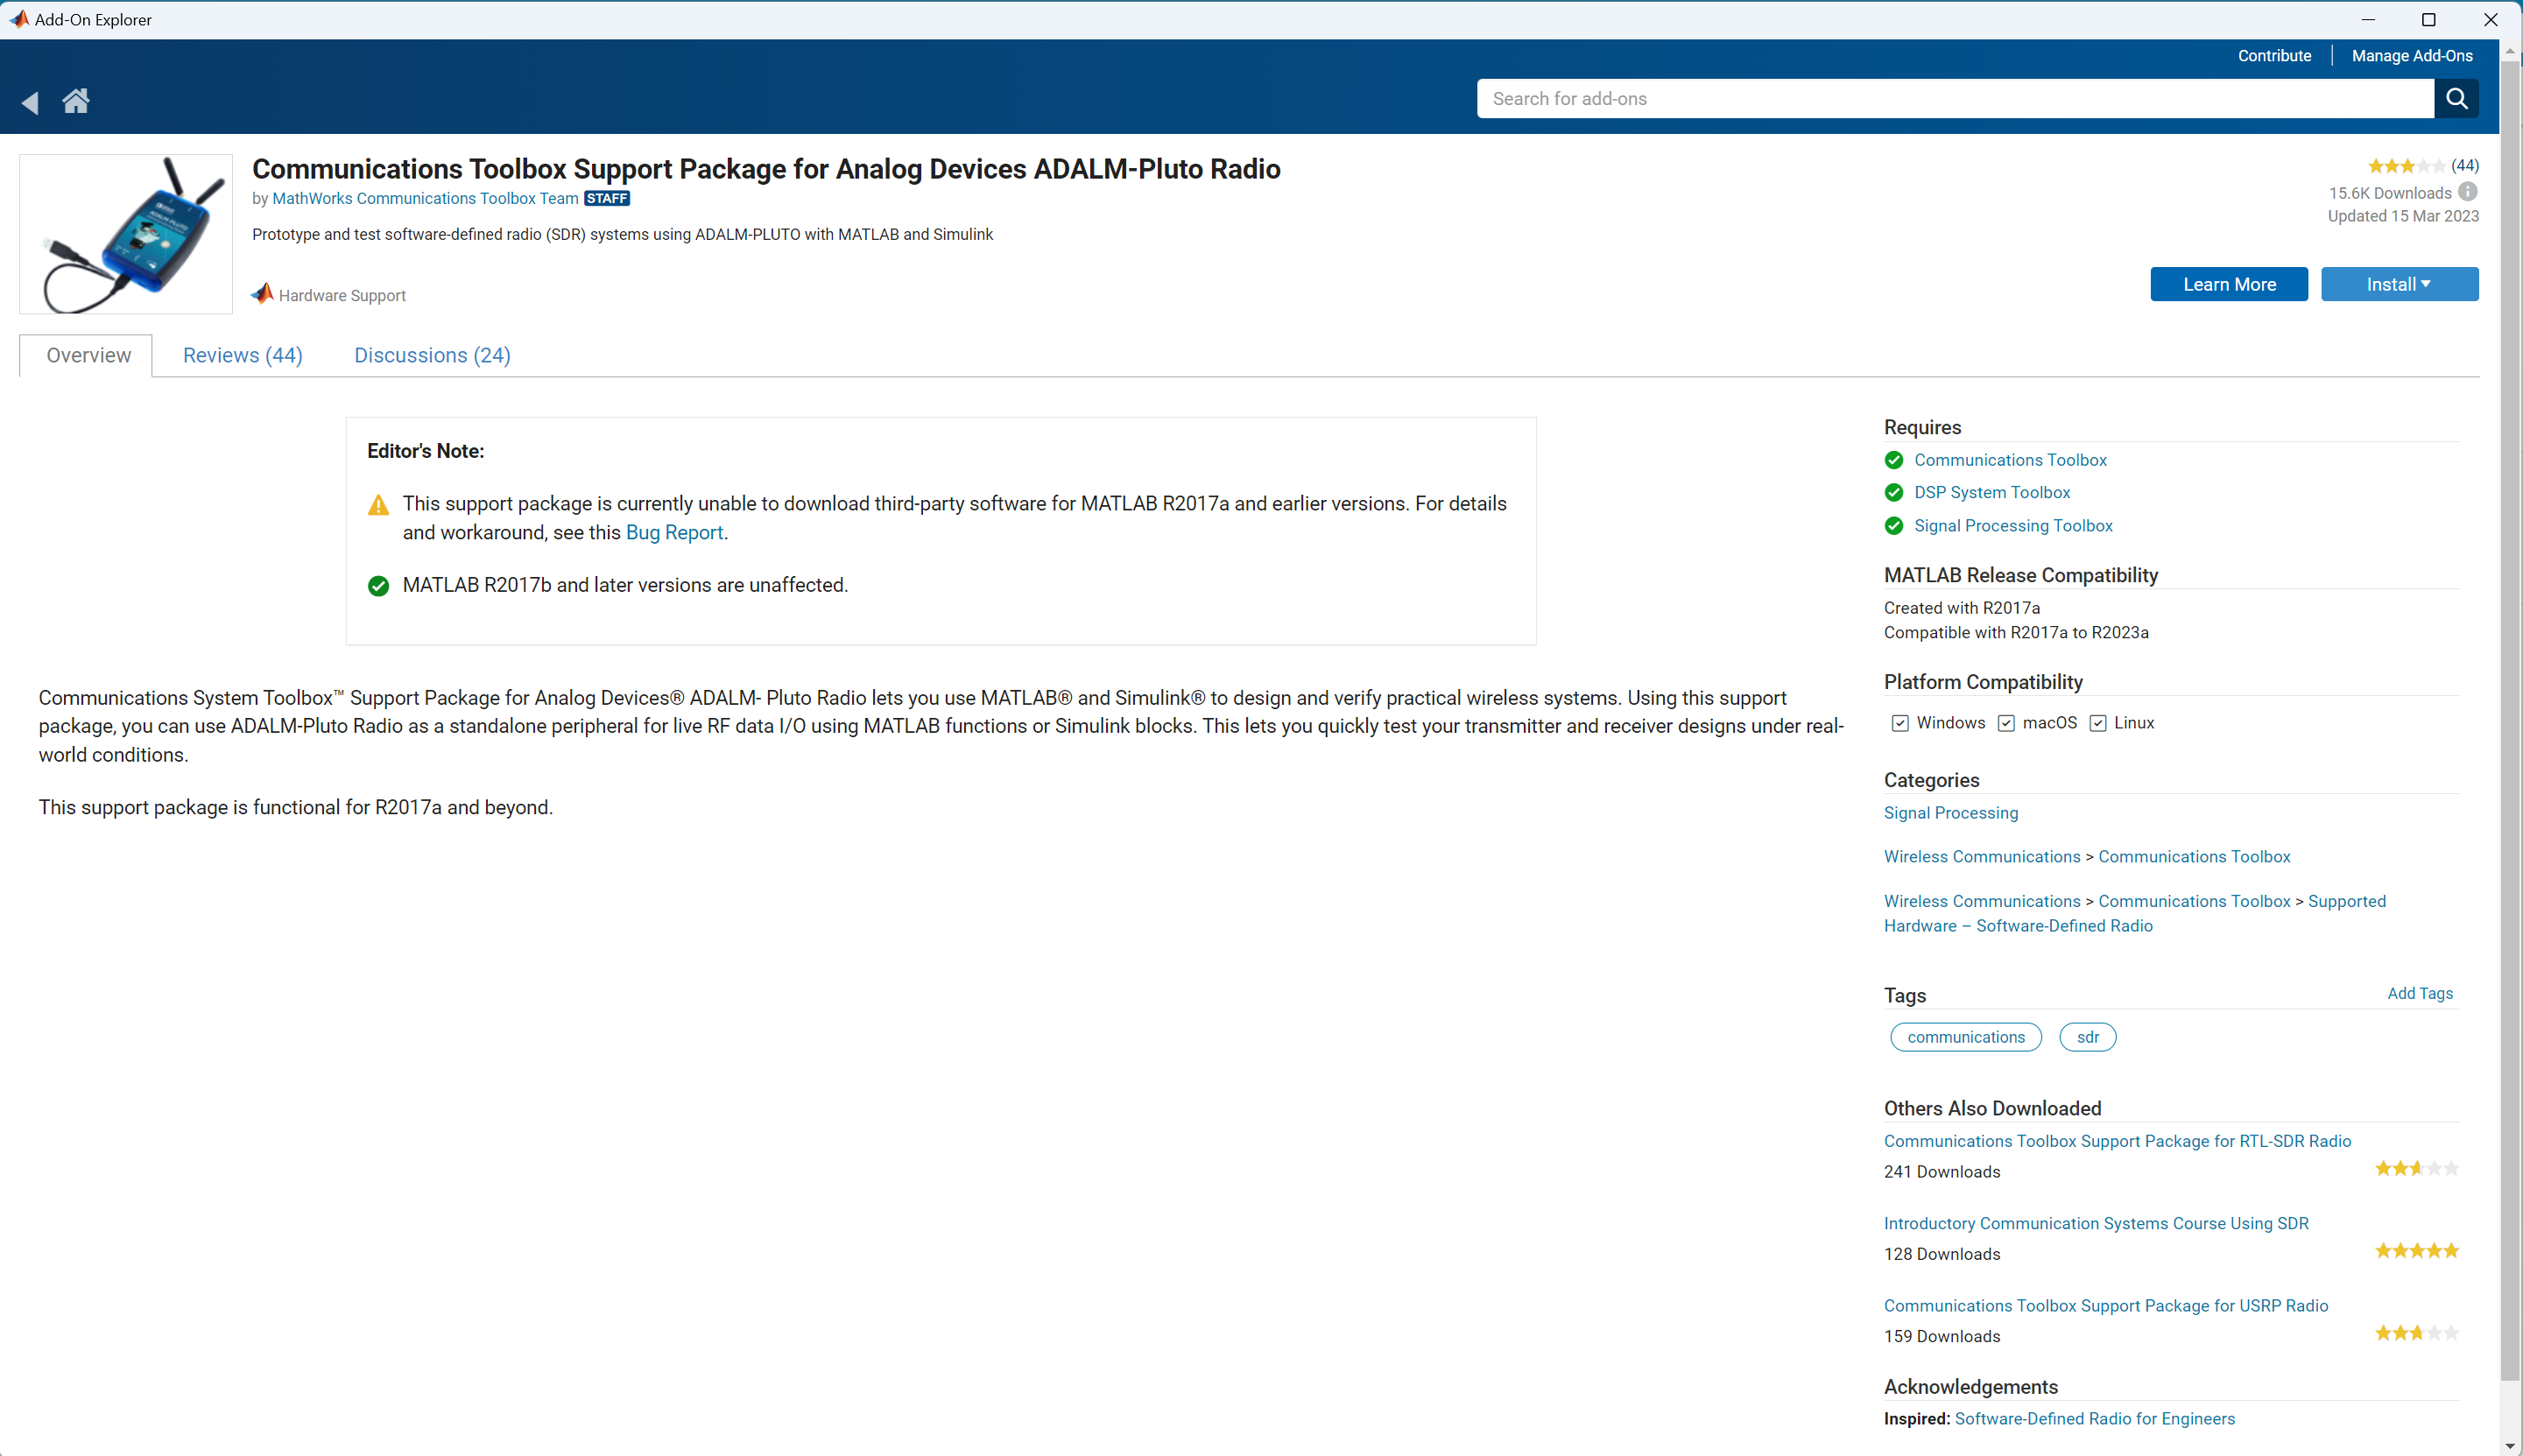 Add-On Explorer
Contribute
Manage Add-Ons
Search for add-ons
Communications Toolbox Support Package for Analog Devices ADALM-Pluto Radio
by MathWorks Communications Toolbox Team STAFF
Prototype and test software-defined radio (SDR) systems using ADALM-PLUTO with MATLAB and Simulink
Hardware Support
(44)
15.6K Downloads
Updated 15 Mar 2023
Learn More
Install
Overview
Reviews (44)
Discussions (24)
Editor's Note:
This support package is currently unable to download third-party software for MATLAB R2017a and earlier versions. For details
and workaround, see this Bug Report.
MATLAB R2017b and later versions are unaffected.
Communications System Toolbox™ Support Package for Analog Devices® ADALM- Pluto Radio lets you use MATLAB® and Simulink® to design and verify practical wireless systems. Using this support
package, you can use ADALM-Pluto Radio as a standalone peripheral for live RF data I/O using MATLAB functions or Simulink blocks. This lets you quickly test your transmitter and receiver designs under real-
world conditions.
This support package is functional for R2017a and beyond.
Requires
Communications Toolbox
DSP System Toolbox
Signal Processing Toolbox
MATLAB Release Compatibility
Created with R2017a
Compatible with R2017a to R2023a
Platform Compatibility
Windows macOS Linux
Categories
Signal Processing
Wireless Communications > Communications Toolbox
Wireless Communications > Communications Toolbox > Supported
Hardware – Software-Defined Radio
Tags
Add Tags
communications
sdr
Others Also Downloaded
Communications Toolbox Support Package for RTL-SDR Radio
241 Downloads
Introductory Communication Systems Course Using SDR
128 Downloads
Communications Toolbox Support Package for USRP Radio
159 Downloads
Acknowledgements
Inspired: Software-Defined Radio for Engineers